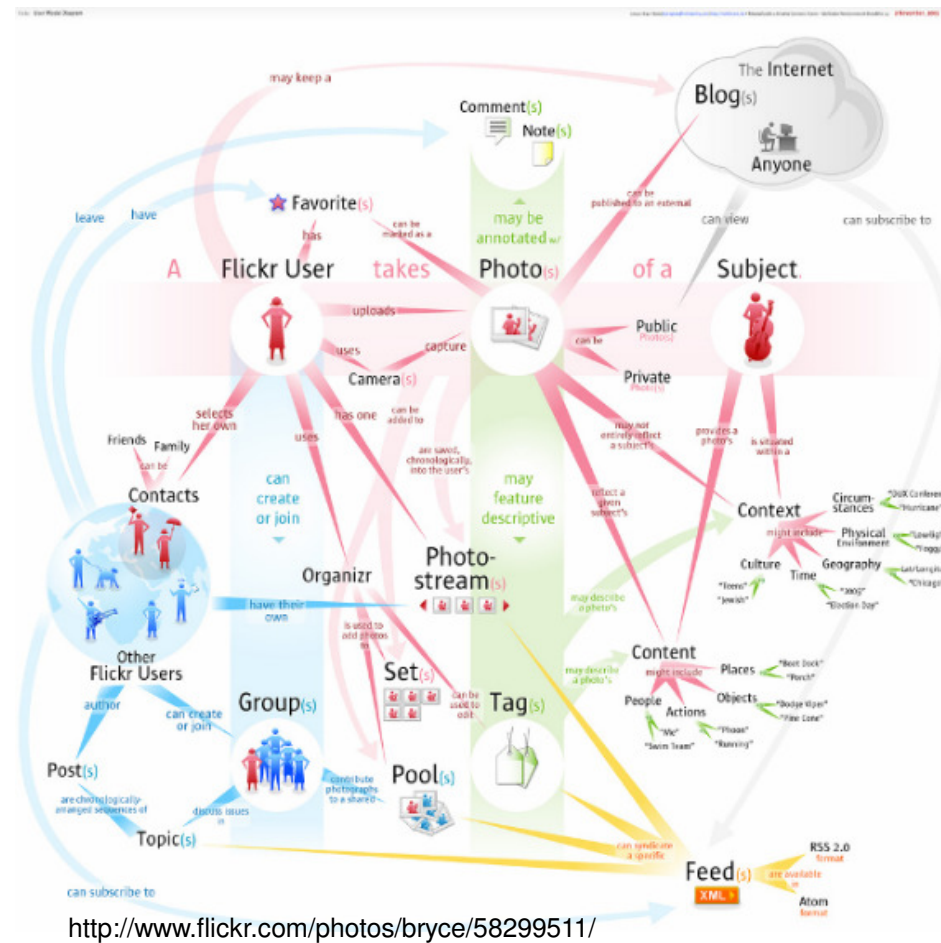 User Model Diagram
The Internet
Blog(s)
Anyone
may keep a
Comment(s)
Note(s)
Favorite(s)
leave
have
has
can be
marked as a
may be
annotated w/
can be
published to an external
can view
can subscribe to
A Flickr User takes Photo(s) of a Subject.
uploads
uses
capture
Camera(s)
can be
Public
Photo(s)
Private
Photo(s)
selects
her own
uses
has one
can be
added to
are saved,
chronologically,
into the user's
may not
entirely reflect
a subject's
provides a
photo's
is situated
within a
reflect a
given
subject's
Friends
Family
can be
Contacts
can
create
or join
may
feature
descriptive
Context
might include
Circum-
stances
"Hurricane"
Physical
Environment
Geography
Time
Culture
"Teens"
"Jewish"
"2005"
"Election Day"
Organizr
Photo-
stream(s)
have their
own
is used to
add photos
to
may describe
a photo's
Other
Flickr Users
author
can create
or join
Group(s)
Set(s)
can be
used to
edit
Tag(s)
may describe
a photo's
Content
might include
Places
"Boat Dock"
"Porch"
Objects
"Dodge Viper"
"Pine Cone"
People
"Me"
"Swim Team"
Actions
"Running"
Post(s)
are chronologically-
arranged sequences of
discuss issues
in
Topic(s)
contribute
photographs
to a shared
Pool(s)
can syndicate
a specific
Feed(s)
XML
are available
in
RSS 2.0
format
Atom
format
can subscribe to
http://www.flickr.com/photos/bryce/58299511/